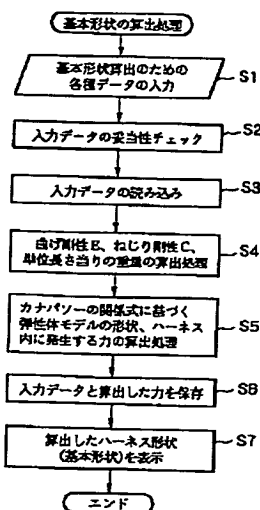 基本形状の算出処理
基本形状算出のための
各種データの入力
S1
入力データの妥当性チェック
S2
入力データの読み込み
S3
曲げ剛性E、ねじり剛性C、
単位長さ当りの重量の算出処理
S4
カナパソーの関係式に基づく
弾性体モデルの形状、ハーネス
内に発生する力の算出処理
S5
入力データと算出した力を保存
S6
算出したハーネス形状
(基本形状)を表示
S7
エンド